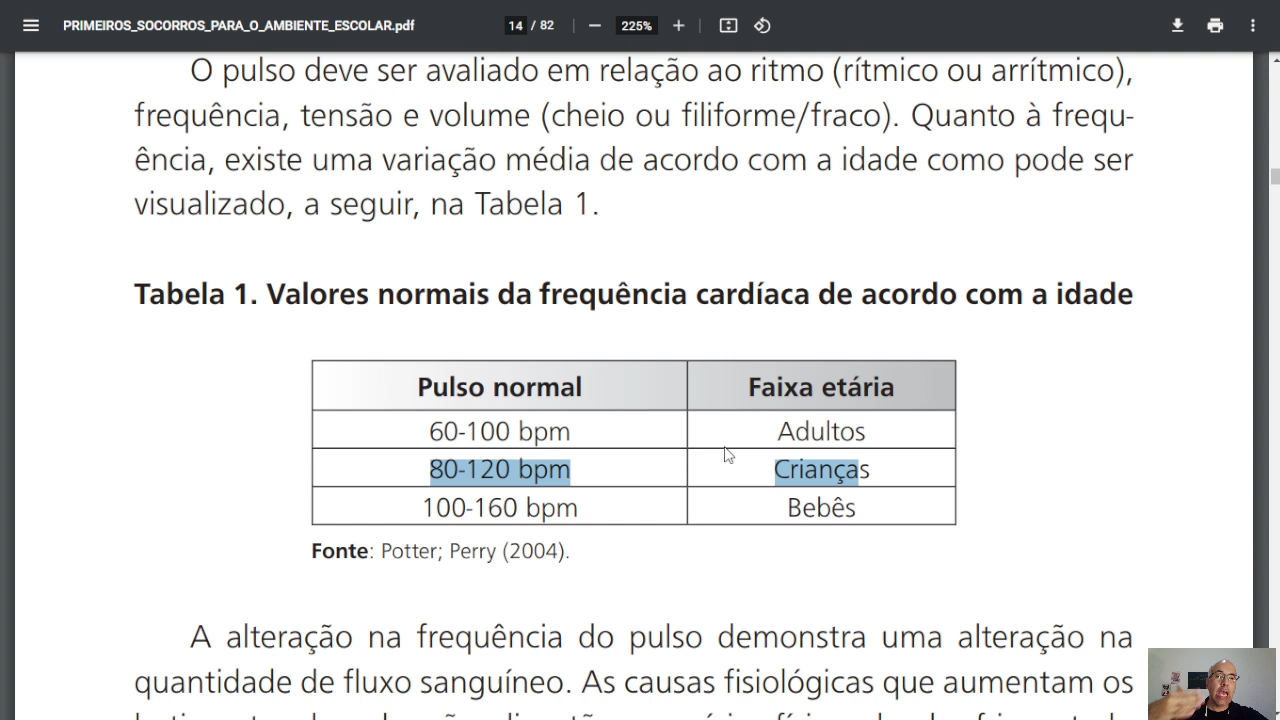 PRIMEIROS_SOCORROS_PARA_O_AMBIENTE_ESCOLAR.pdf 14 / 82 225%
O pulso deve ser avaliado em relação ao ritmo (rítmico ou arrítmico),
frequência, tensão e volume (cheio ou filiforme/fraco). Quanto à frequ-
ência, existe uma variação média de acordo com a idade como pode ser
visualizado, a seguir, na Tabela 1.
Tabela 1. Valores normais da frequência cardíaca de acordo com a idade
Pulso normal Faixa etária
60-100 bpm Adultos
80-120 bpm Crianças
100-160 bpm Bebês
Fonte: Potter; Perry (2004).
A alteração na frequência do pulso demonstra uma alteração na
quantidade de fluxo sanguíneo. As causas fisiológicas que aumentam os